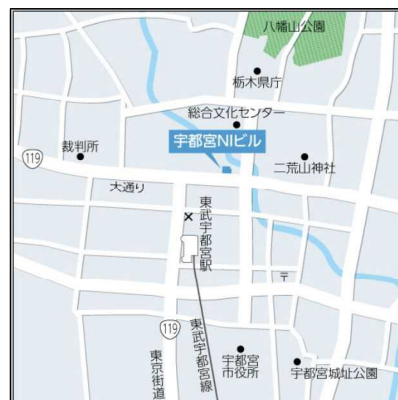 八幡山公園
栃木県庁
総合文化センター
宇都宮NIビル
裁判所
二荒山神社
119
大通り
東武宇都宮駅
〒
119
東武宇都宮線
東京街道
宇都宮
市役所
宇都宮城址公園